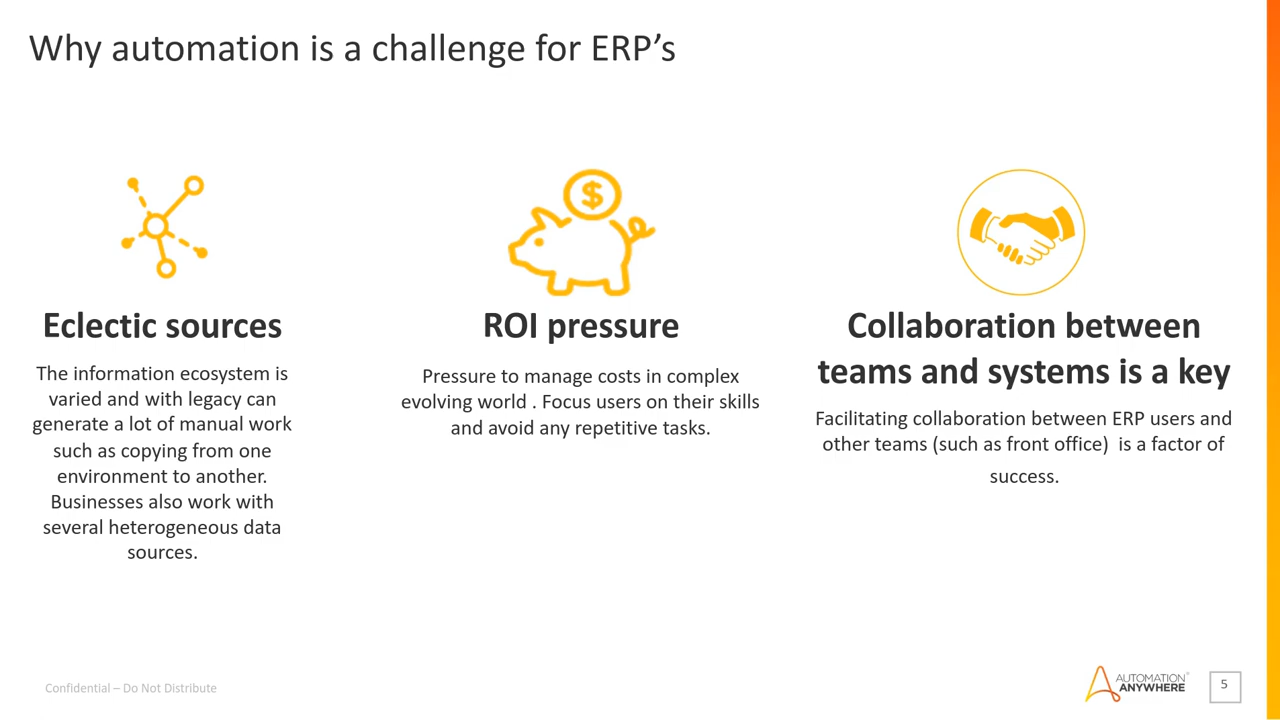 Why automation is a challenge for ERP’s
$
Eclectic sources
The information ecosystem is
varied and with legacy can
generate a lot of manual work
such as copying from one
environment to another.
Businesses also work with
several heterogeneous data
sources.
ROI pressure
Pressure to manage costs in complex
evolving world . Focus users on their skills
and avoid any repetitive tasks.
Collaboration between
teams and systems is a key
Facilitating collaboration between ERP users and
other teams (such as front office)  is a factor of
success.
Confidential – Do Not Distribute
AUTOMATION
ANYWHERE
5